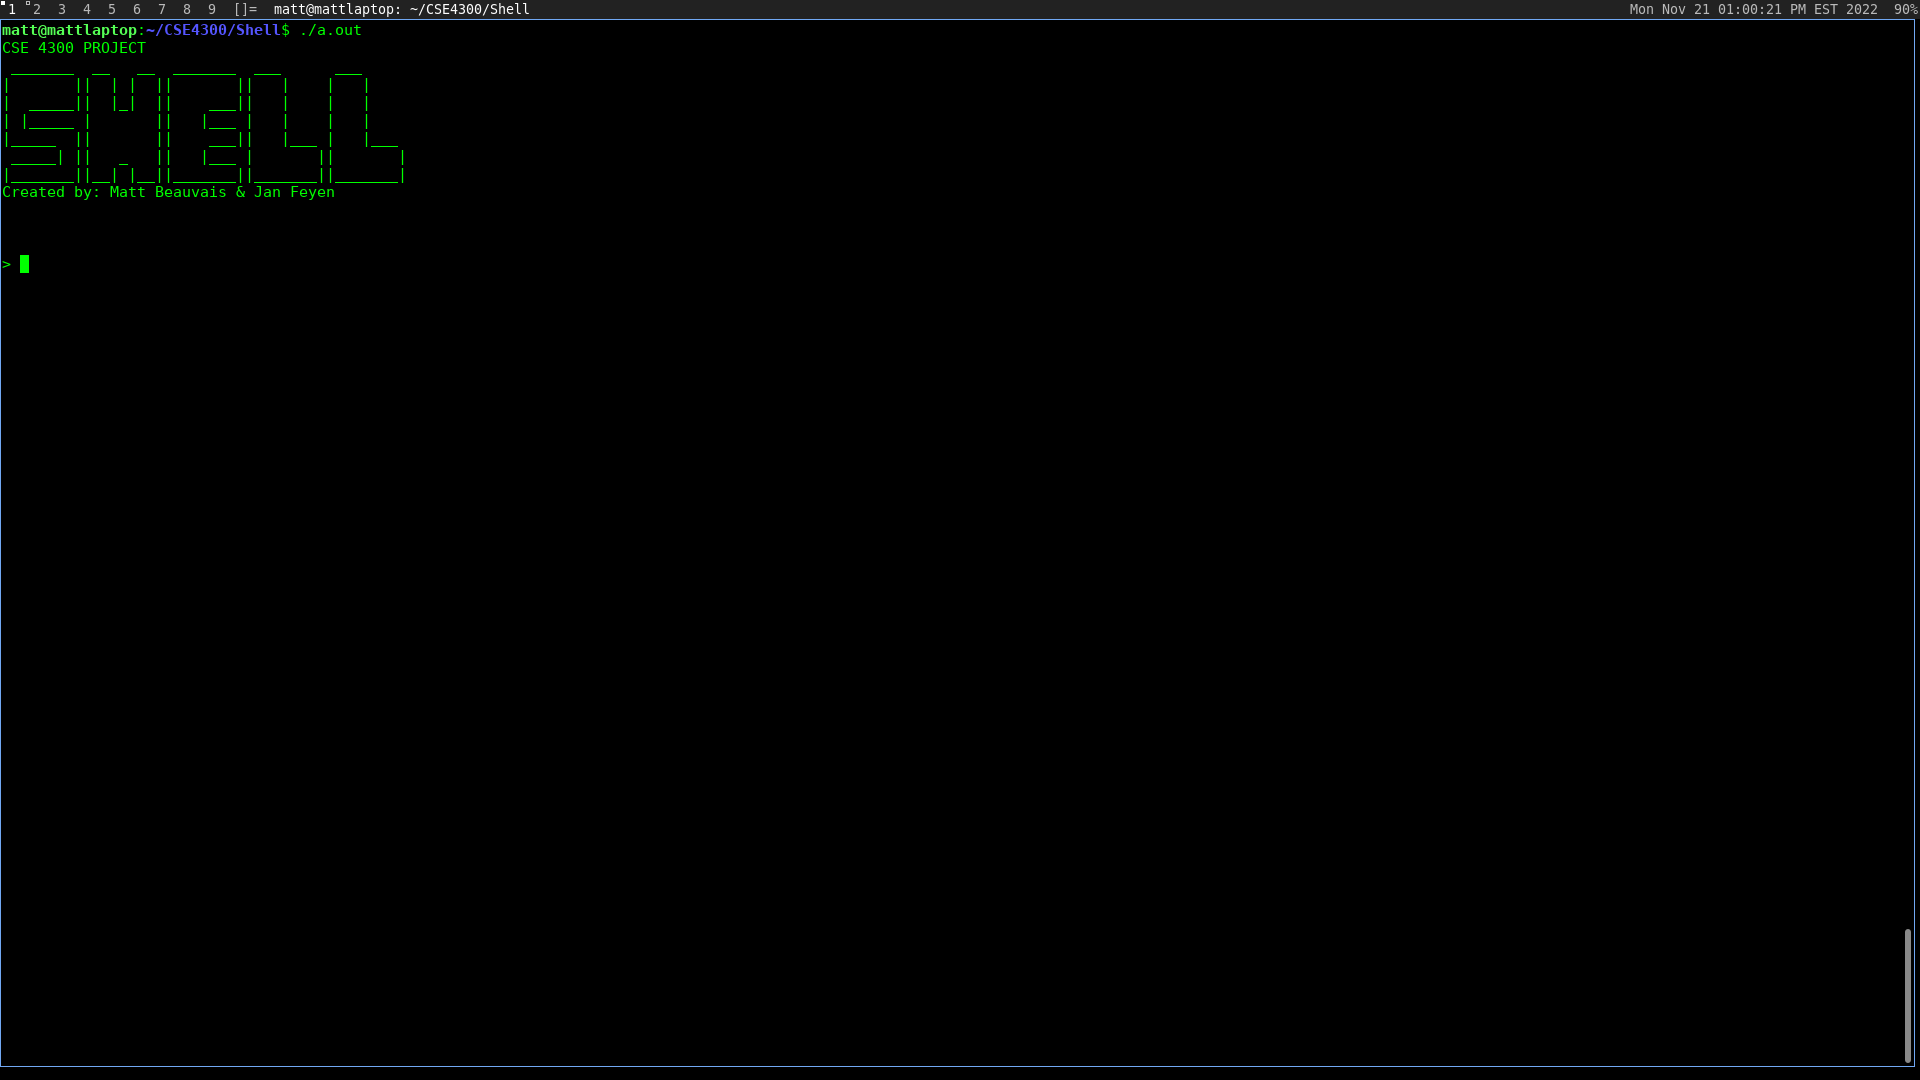 1 2 3 4 5 6 7 8 9 []= matt@mattlaptop: ~/CSE4300/Shell Mon Nov 21 01:00:21 PM EST 2022 90%
matt@mattlaptop:~/CSE4300/Shell$ ./a.out
CSE 4300 PROJECT
SHELL
Created by: Matt Beauvais & Jan Feyen
>